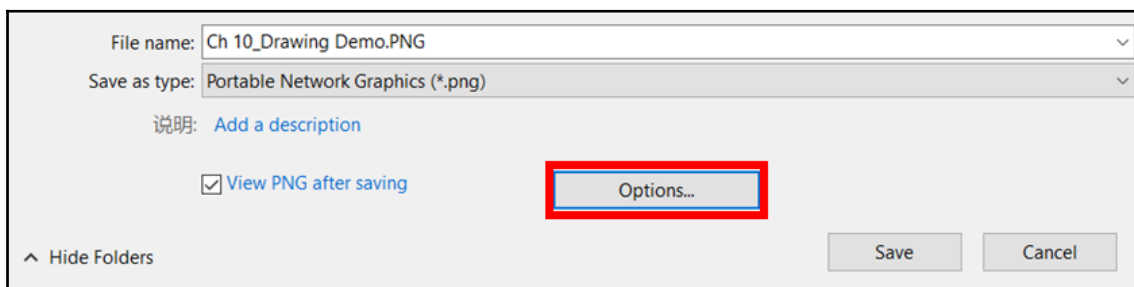 File name: Ch 10_Drawing Demo.PNG
Save as type: Portable Network Graphics (*.png)
说明: Add a description
View PNG after saving
Options...
Hide Folders
Save
Cancel